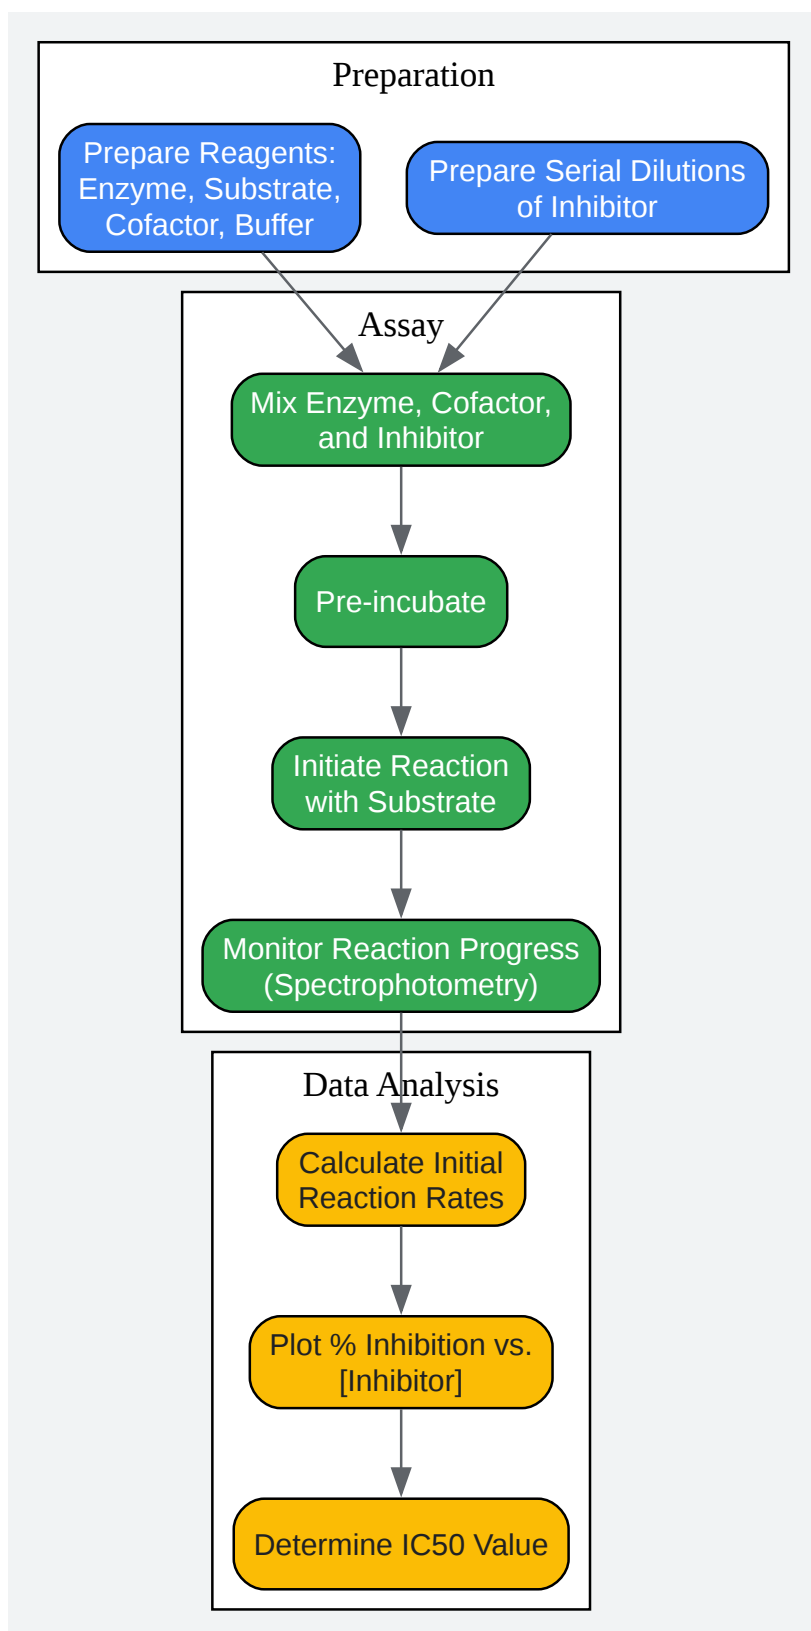 Preparation
Prepare Reagents:
Enzyme, Substrate,
Cofactor, Buffer
Prepare Serial Dilutions
of Inhibitor
Assay
Mix Enzyme, Cofactor,
and Inhibitor
Pre-incubate
Initiate Reaction
with Substrate
Monitor Reaction Progress
(Spectrophotometry)
Data Analysis
Calculate Initial
Reaction Rates
Plot % Inhibition vs.
[Inhibitor]
Determine IC50 Value